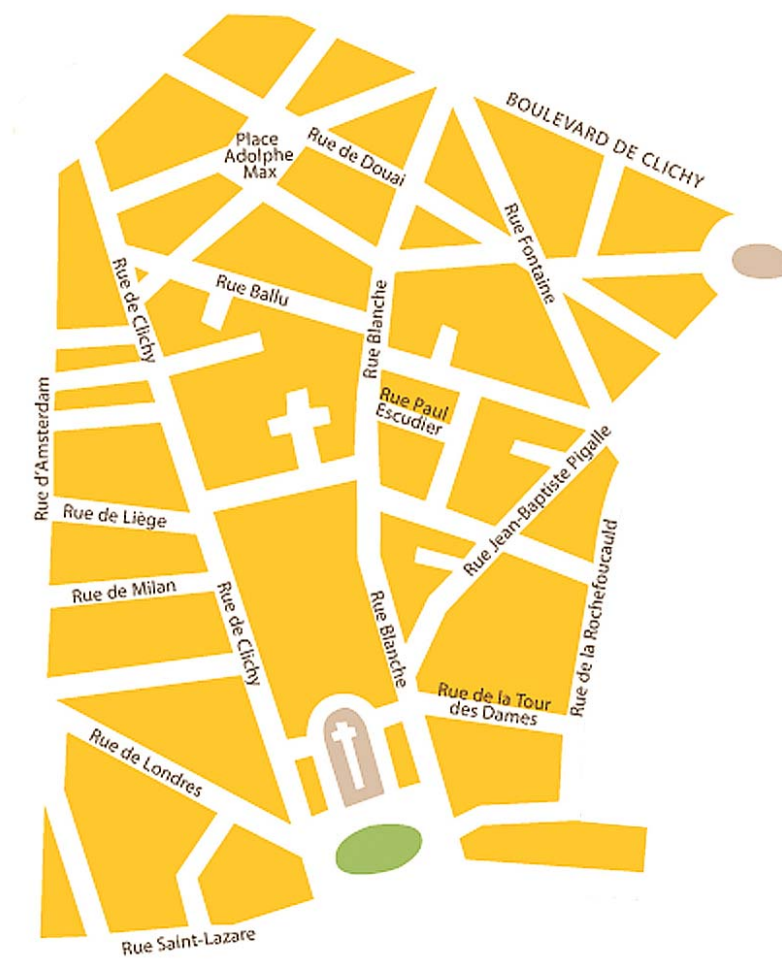 BOULEVARD DE CLICHY
Place
Adolphe
Max
Rue de Douai
Rue Fontaine
Rue de Clichy
Rue Ballu
Rue Blanche
Rue d'Amsterdam
Rue Paul
Escudier
Rue Jean-Baptiste Pigalle
Rue de Liège
Rue de Milan
Rue de Clichy
Rue Blanche
Rue de la Rochefoucauld
Rue de la Tour
des Dames
Rue de Londres
Rue Saint-Lazare